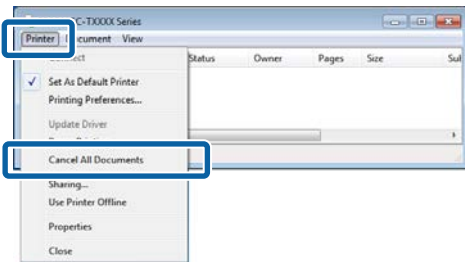 C-TXXXX Series
Printer Document View
Status Owner Pages Size
Set As Default Printer
Printing Preferences...
Update Driver
Cancel All Documents
Sharing...
Use Printer Offline
Properties
Close